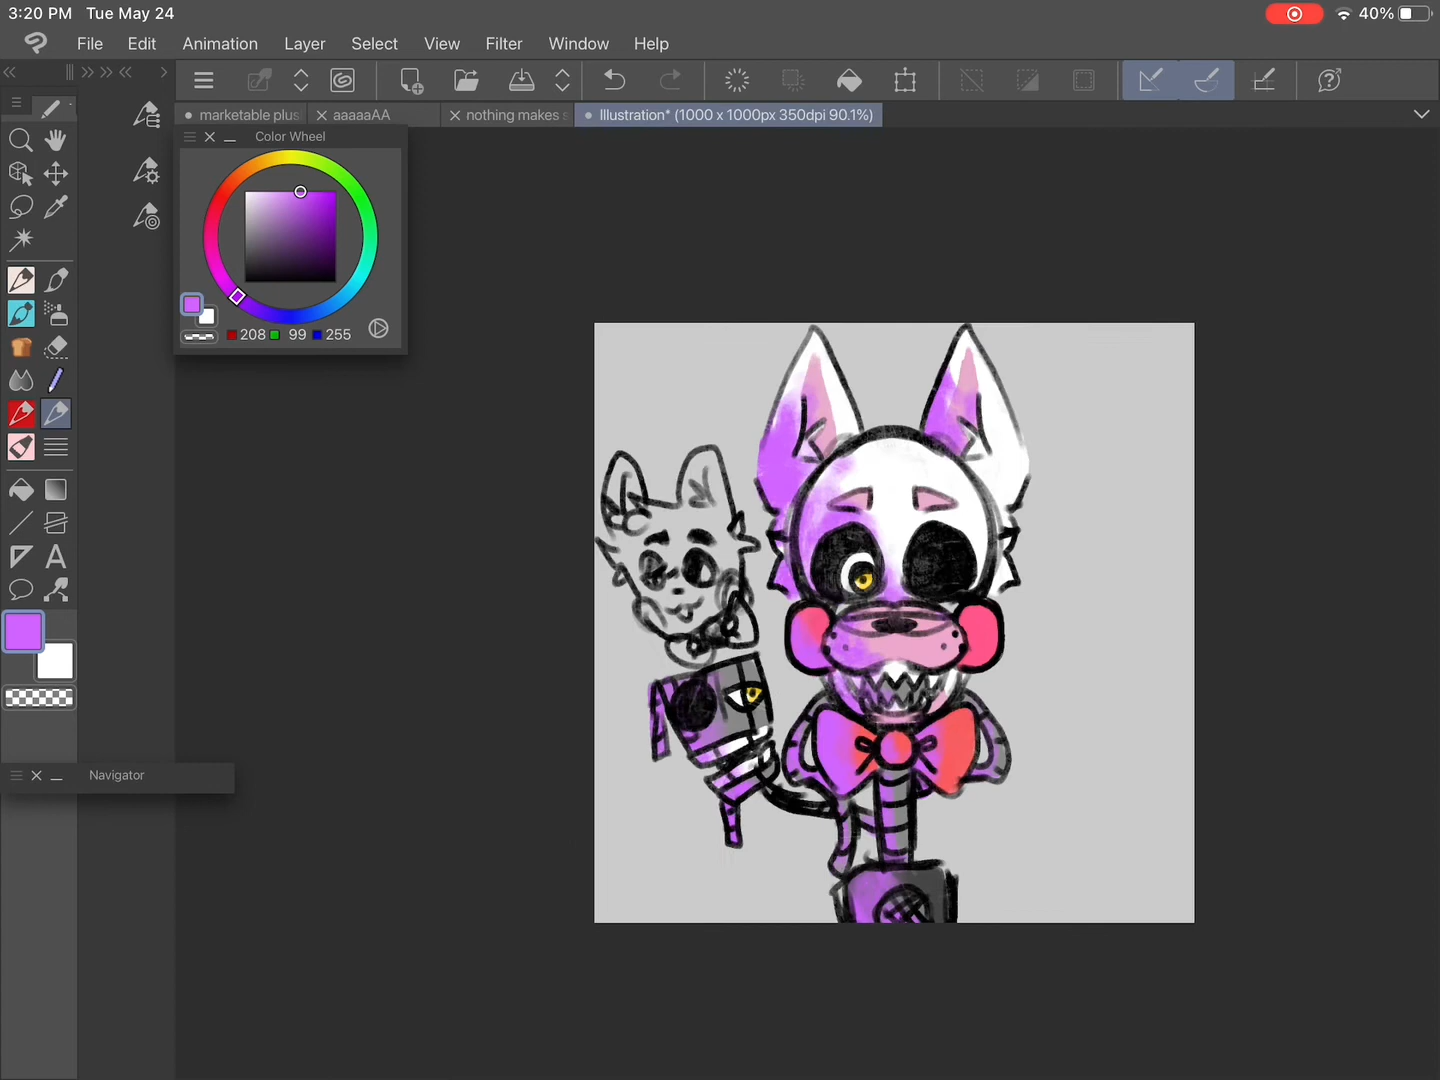 3:20 PM Tue May 24 40%
File Edit Animation Layer Select View Filter Window Help
marketable plus aaaaaAA nothing makes Illustration* (1000 x 1000px 350dpi 90.1%)
Color Wheel
208 99 255
A
Navigator